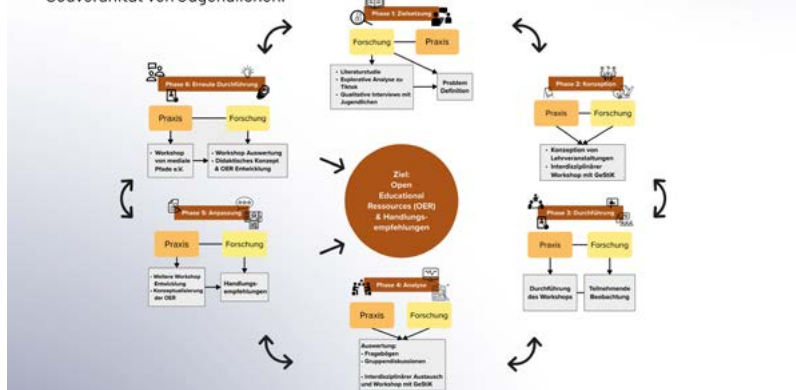 Souveränität von Jugendlichen.
Phase 1: Zielsetzung
Forschung
Praxis
• Literaturstudie
• Explorative Analyse zu
Tiktok
• Qualitative Interviews mit
Jugendlichen
Problem
Definition
Phase 2: Konzeption
Praxis
Forschung
• Konzeption von
Lehrveranstaltungen
• Interdisziplinärer
Workshop mit GeStiK
Phase 3: Durchführung
Praxis
Forschung
Durchführung
des Workshops
Teilnehmende
Beobachtung
Phase 4: Analyse
Praxis
Forschung
Auswertung:
• Fragebögen
• Gruppendiskussionen
• Interdisziplinärer Austausch
und Workshop mit GeStiK
Phase 5: Anpassung
Praxis
Forschung
• Weitere Workshop
Entwicklung
• Konzeptualisierung
der OER
Handlungs-
empfehlungen
Phase 6: Erneute Durchführung
Praxis
Forschung
• Workshop
von mediale
Pfade e.V.
• Workshop Auswertung
• Didaktisches Konzept
& OER Entwicklung
Ziel:
Open
Educational
Ressources (OER)
& Handlungs-
empfehlungen